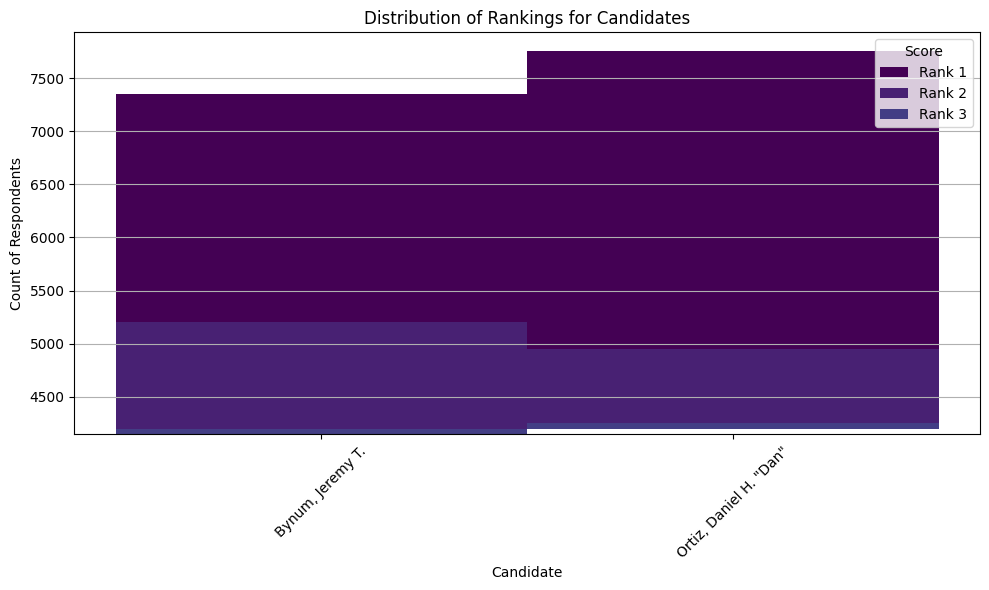 Distribution of Rankings for Candidates
Score
Rank 1
Rank 2
Rank 3
7500
7000
6500
6000
5500
5000
4500
Count of Respondents
Bynum, Jeremy T.
Ortiz, Daniel H. "Dan"
Candidate